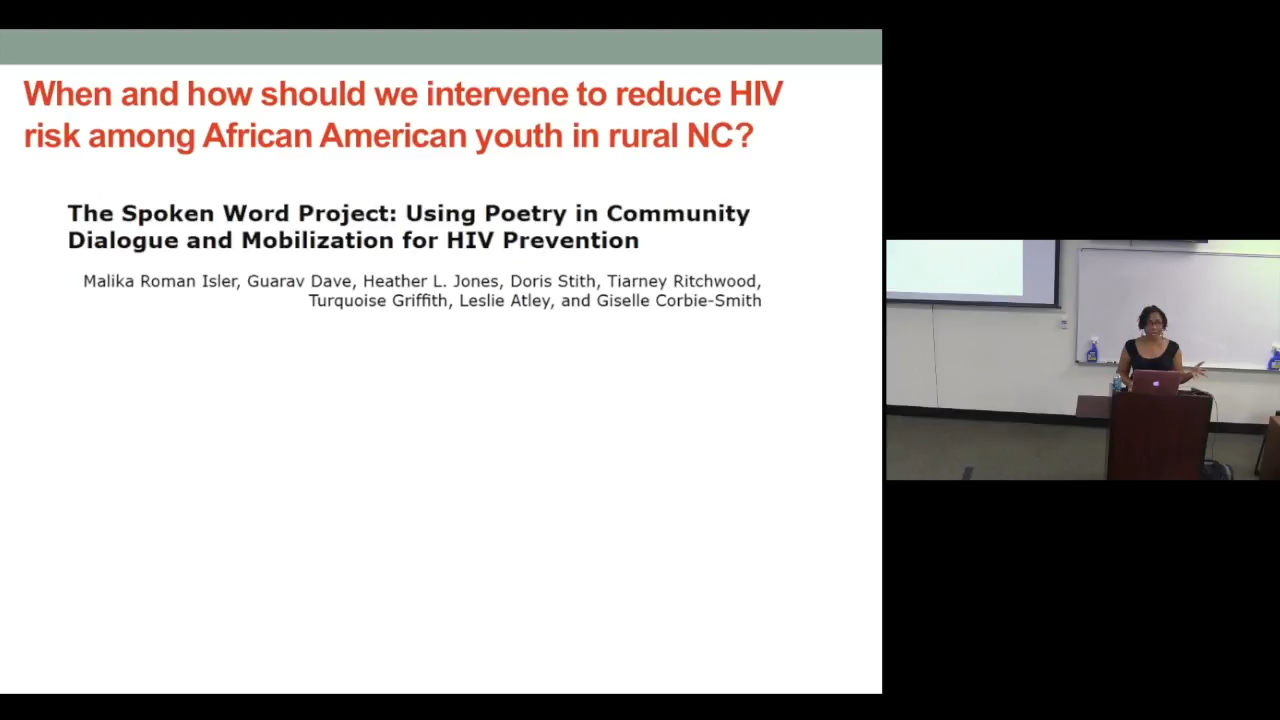 When and how should we intervene to reduce HIV
risk among African American youth in rural NC?
The Spoken Word Project: Using Poetry in Community
Dialogue and Mobilization for HIV Prevention
Malika Roman Isler, Guarav Dave, Heather L. Jones, Doris Stith, Tiarney Ritchwood,
Turquoise Griffith, Leslie Atley, and Giselle Corbie-Smith